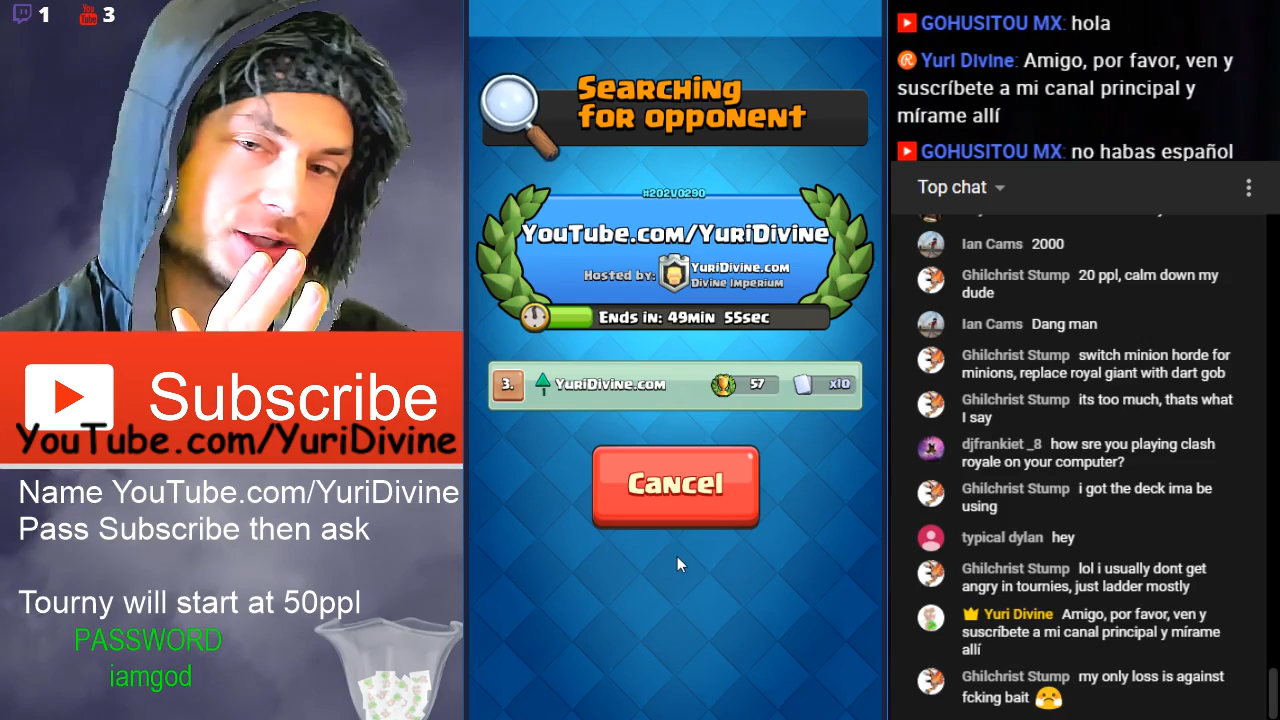 1
3
Subscribe
YouTube.com/YuriDivine
Name YouTube.com/YuriDivine
Pass Subscribe then ask
Tourny will start at 50ppl
PASSWORD
iamgod
Searching
for opponent
#202V0290
YouTube.com/YuriDivine
Hosted by: YuriDivine.com
Divine Imperium
Ends in: 49min 55sec
3. YuriDivine.com 57 x10
Cancel
GOHUSITOU MX: hola
Yuri Divine: Amigo, por favor, ven y
suscríbete a mi canal principal y
mírame allí
GOHUSITOU MX: no habas español
Top chat
Ian Cams 2000
Ghilchrist Stump 20 ppl, calm down my
dude
Ian Cams Dang man
Ghilchrist Stump switch minion horde for
minions, replace royal giant with dart gob
Ghilchrist Stump its too much, thats what
I say
djfrankiet _8 how sre you playing clash
royale on your computer?
Ghilchrist Stump i got the deck ima be
using
typical dylan hey
Ghilchrist Stump lol i usually dont get
angry in tournies, just ladder mostly
Yuri Divine Amigo, por favor, ven y
suscríbete a mi canal principal y mírame
allí
Ghilchrist Stump my only loss is against
fcking bait